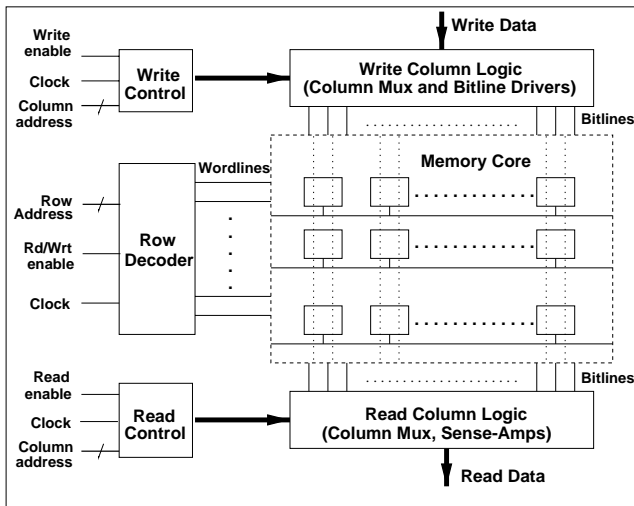 Write Data
Write
enable
Clock
Column
address
Write
Control
Write Column Logic
(Column Mux and Bitline Drivers)
Bitlines
Wordlines
Memory Core
Row
Address
Rd/Wrt
enable
Clock
Row
Decoder
Read
enable
Clock
Column
address
Read
Control
Bitlines
Read Column Logic
(Column Mux, Sense-Amps)
Read Data